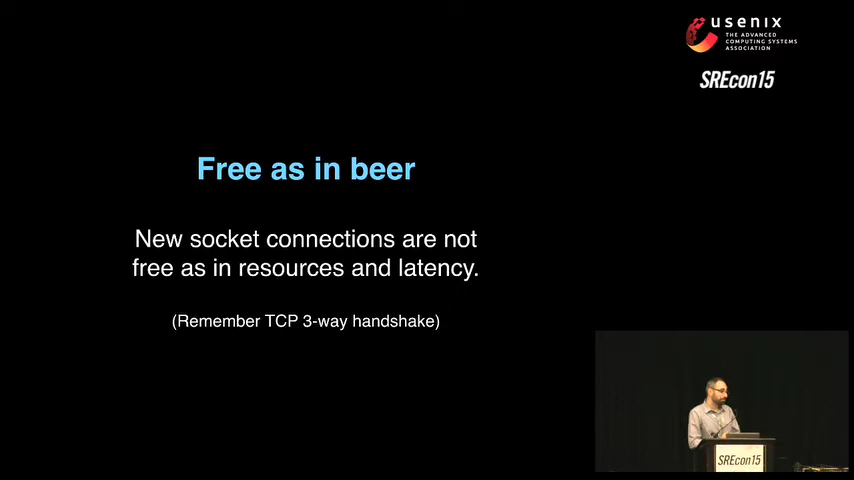 usenix
THE ADVANCED
COMPUTING SYSTEMS
ASSOCIATION
SREcon15
Free as in beer
New socket connections are not
free as in resources and latency.
(Remember TCP 3-way handshake)
SREcon15